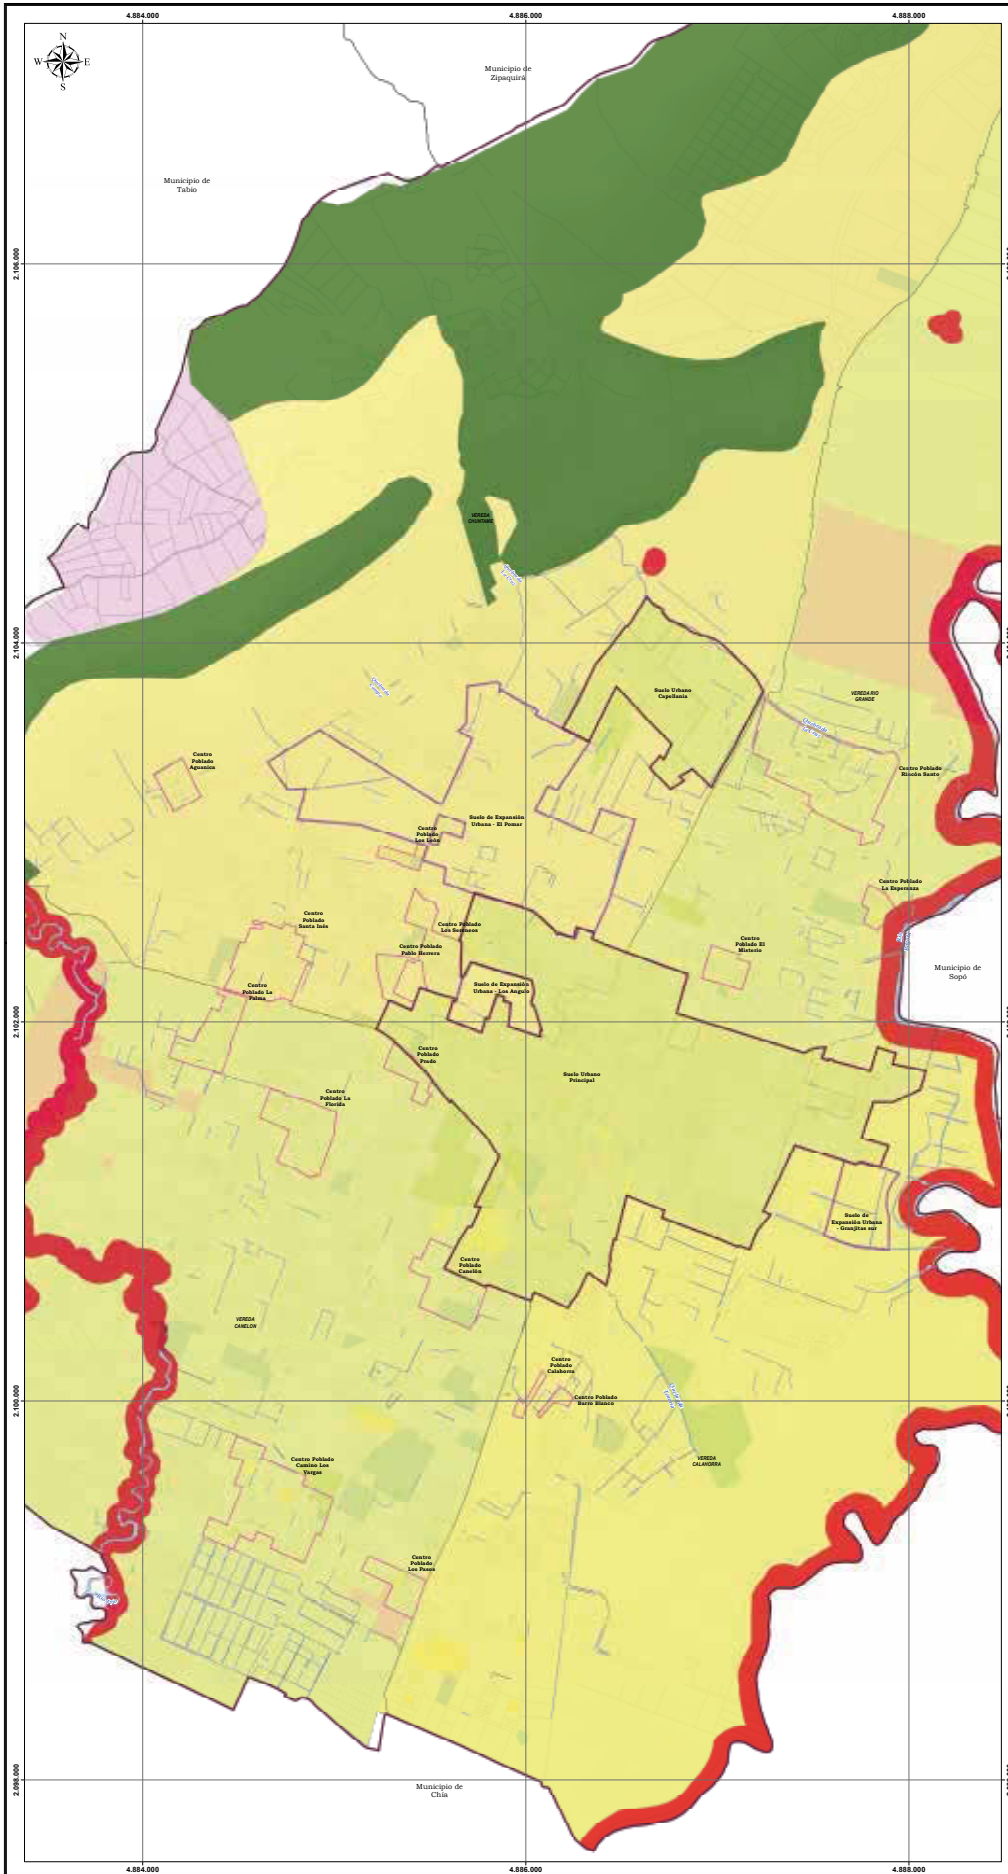 4.884.000
4.886.000
4.888.000
N
W
E
S
Municipio de
Zipaquirá
Municipio de
Tabio
2.106.000
VEREDA
CHUNTAME
2.104.000
Suelo Urbano
Capellania
VEREDA RIO
GRANDE
Centro
Poblado
Aguanica
Centro Poblado
Rincón Santo
Suelo de Expansión
Urbana - El Pomar
Centro
Poblado
Los León
Centro Poblado
La Esperanza
Centro
Poblado
Santa Inés
Centro Poblado
Los Serenos
Centro Poblado
Pablo Herrera
Centro
Poblado El
Misterio
Municipio de
Sopó
Centro
Poblado La
Palma
Suelo de Expansión
Urbana - Los Angulo
2.102.000
Centro
Poblado
Prado
Suelo Urbano
Principal
Centro
Poblado La
Florida
Suelo de
Expansión Urbana
- Granjitas sur
Centro
Poblado
Canelón
VEREDA
CANELON
Centro
Poblado
Calahorra
Centro Poblado
Barro Blanco
2.100.000
VEREDA
CALAHORRA
Centro Poblado
Camino Los
Vargas
Centro
Poblado
Los Pasos
2.098.000
Municipio de
Chía
4.884.000
4.886.000
4.888.000